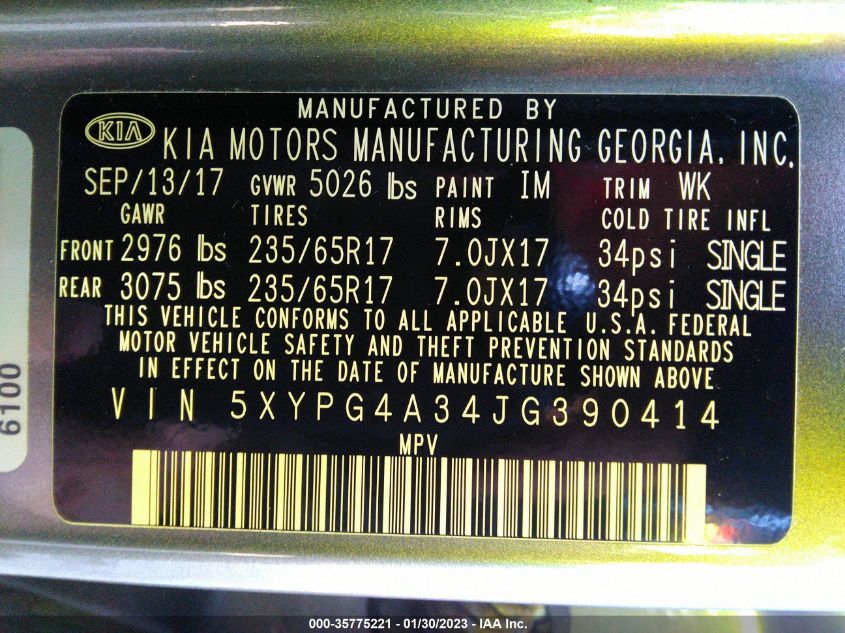 MANUFACTURED BY
KIA KIA MOTORS MANUFACTURING GEORGIA, INC.
SEP/13/17 GVWR 5026 lbs PAINT IM TRIM WK
GAWR TIRES RIMS COLD TIRE INFL
FRONT 2976 lbs 235/65R17 7.0JX17 34psi SINGLE
REAR 3075 lbs 235/65R17 7.0JX17 34psi SINGLE
THIS VEHICLE CONFORMS TO ALL APPLICABLE U.S.A. FEDERAL
MOTOR VEHICLE SAFETY AND THEFT PREVENTION STANDARDS
IN EFFECT ON THE DATE OF MANUFACTURE SHOWN ABOVE
VIN 5XYPG4A34JG390414
MPV
6100
000-35775221 - 01/30/2023 - IAA Inc.